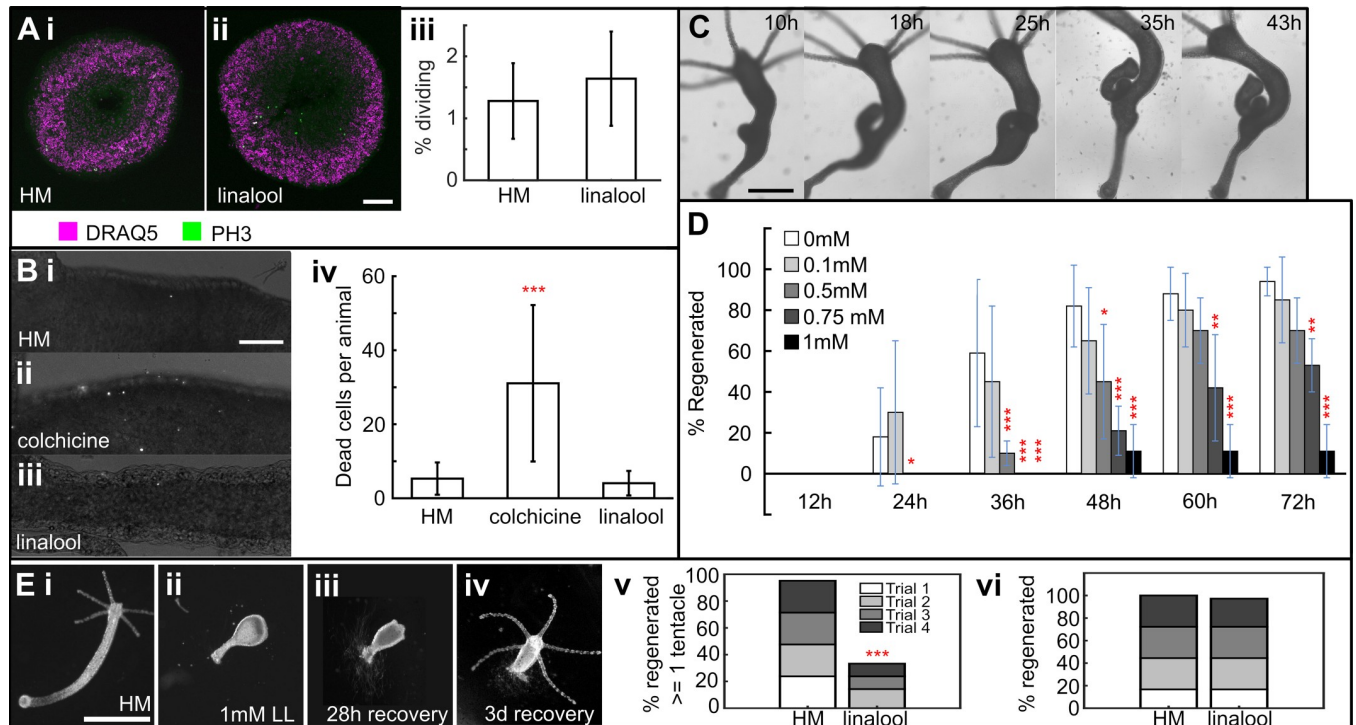 A i
HM
ii
linalool
DRAQ5
PH3
iii
% dividing
2
1
0
HM
linalool
B i
HM
ii
colchicine
iii
linalool
iv
Dead cells per animal
60
40
20
0
***
HM
colchicine
linalool
C
10h
18h
25h
35h
43h
D
0mM
0.1mM
0.5mM
0.75 mM
1mM
% Regenerated
100
80
60
40
20
0
*
***
***
***
*
***
***
**
***
**
***
12h
24h
36h
48h
60h
72h
E i
HM
ii
1mM LL
iii
28h recovery
iv
3d recovery
v
% regenerated
>= 1 tentacle
100
80
60
40
20
0
Trial 1
Trial 2
Trial 3
Trial 4
***
HM
linalool
vi
% regenerated
100
80
60
40
20
0
HM
linalool